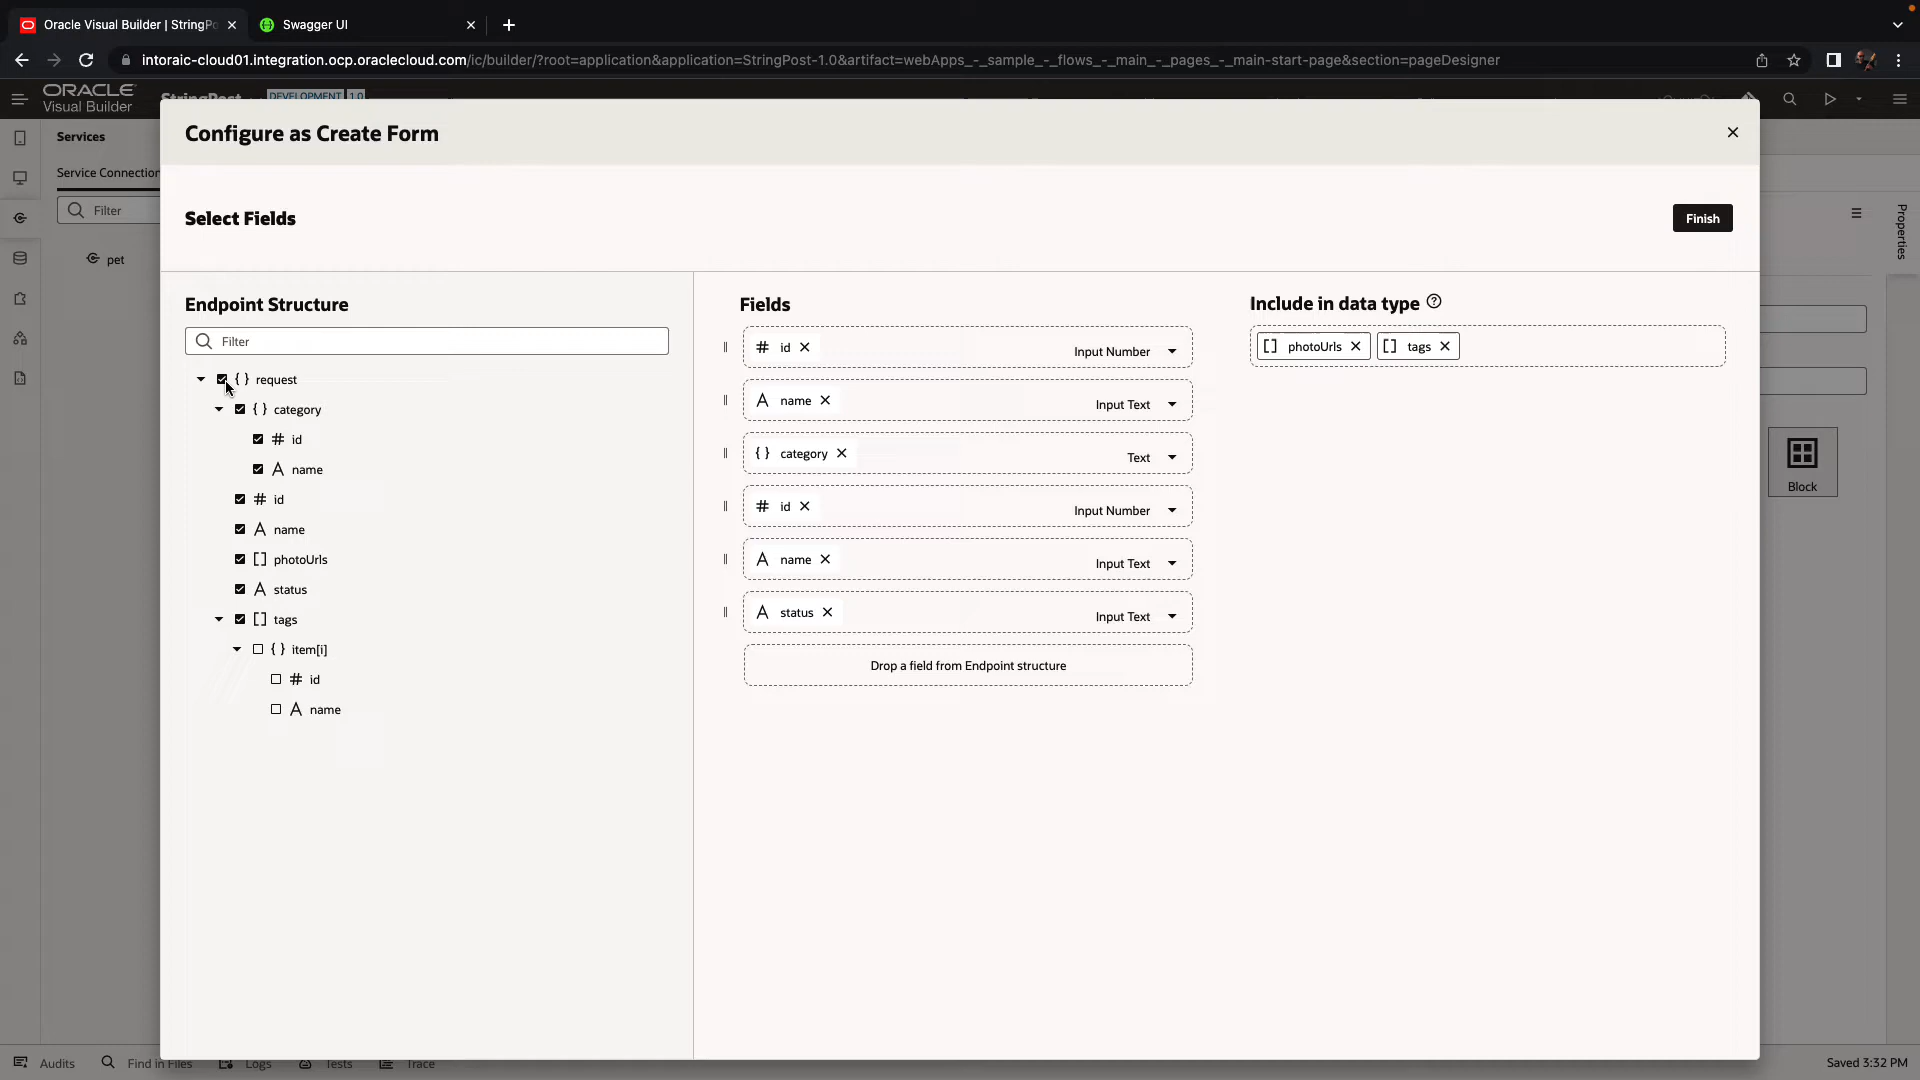 Oracle Visual Builder | StringPo
Swagger UI
intoraic-cloud01.integration.ocp.oraclecloud.com/ic/builder/?root=application&application=StringPost-1.0&artifact=webApps_-_sample_-_flows_-_main_-_pages_-_main-start-page&section=pageDesigner
ORACLE
Visual Builder
StringPost
DEVELOPMENT
1.0
Services
Service Connection
Filter
pet
Configure as Create Form
Select Fields
Finish
Properties
Endpoint Structure
Filter
{ } request
{ } category
# id
A name
# id
A name
[ ] photoUrls
A status
[ ] tags
{ } item[i]
# id
A name
Fields
# id
Input Number
A name
Input Text
{ } category
Text
# id
Input Number
A name
Input Text
A status
Input Text
Drop a field from Endpoint structure
Include in data type ?
[ ] photoUrls
[ ] tags
Block
Audits
Find in Files
Logs
Tests
Trace
Saved 3:32 PM